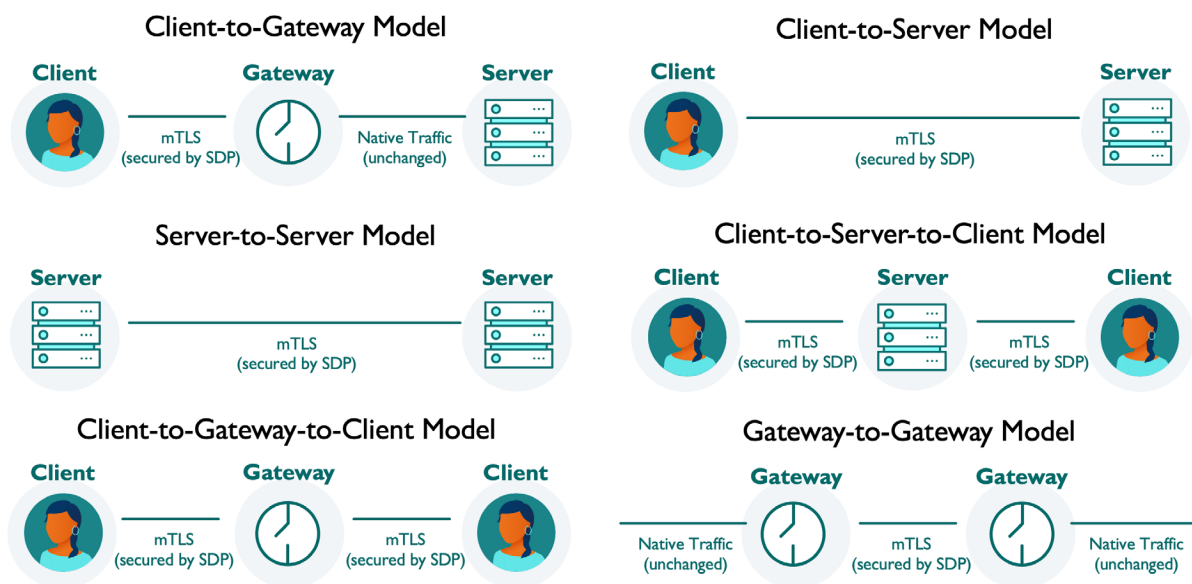 Client-to-Gateway Model
Client
Gateway
Server
mTLS
(secured by SDP)
Native Traffic
(unchanged)
Client-to-Server Model
Client
Server
mTLS
(secured by SDP)
Server-to-Server Model
Server
Server
mTLS
(secured by SDP)
Client-to-Server-to-Client Model
Client
Server
Client
mTLS
(secured by SDP)
mTLS
(secured by SDP)
Client-to-Gateway-to-Client Model
Client
Gateway
Client
mTLS
(secured by SDP)
mTLS
(secured by SDP)
Gateway-to-Gateway Model
Gateway
Gateway
Native Traffic
(unchanged)
mTLS
(secured by SDP)
Native Traffic
(unchanged)